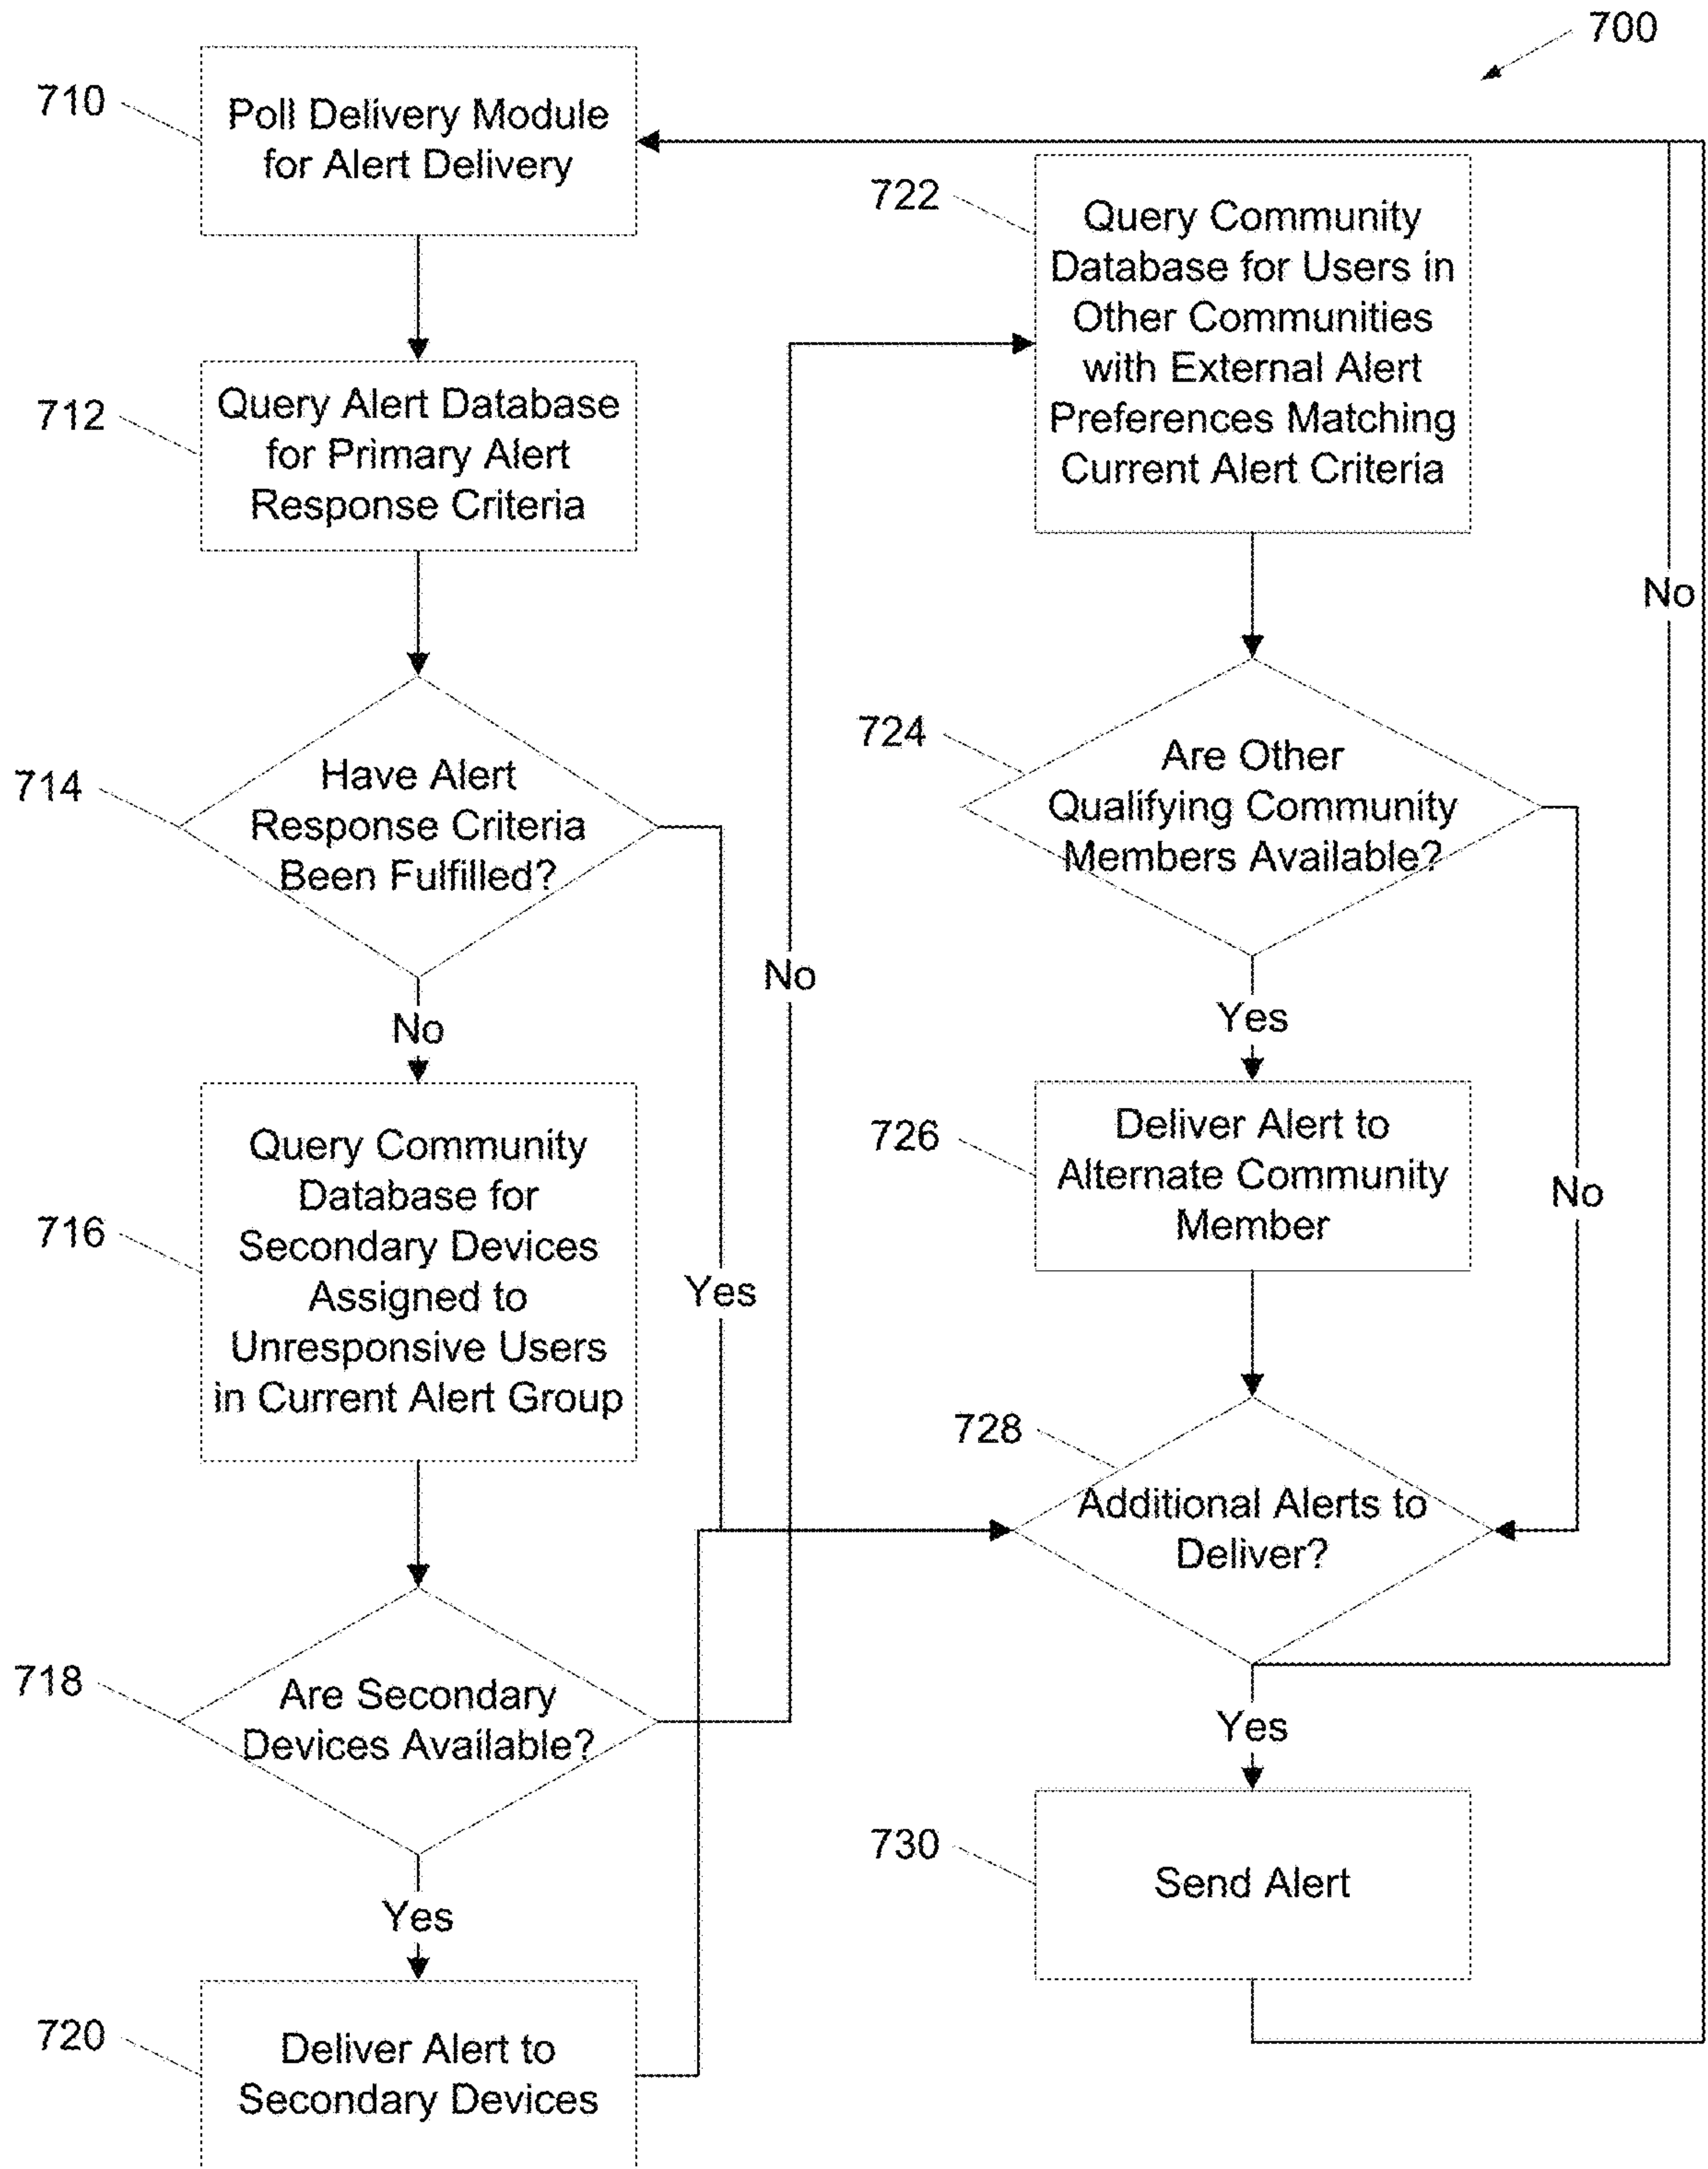 700
710
Poll Delivery Module
for Alert Delivery
712
Query Alert Database
for Primary Alert
Response Criteria
714
Have Alert
Response Criteria
Been Fulfilled?
No
Yes
716
Query Community
Database for
Secondary Devices
Assigned to
Unresponsive Users
in Current Alert Group
718
Are Secondary
Devices Available?
No
Yes
720
Deliver Alert to
Secondary Devices
722
Query Community
Database for Users in
Other Communities
with External Alert
Preferences Matching
Current Alert Criteria
724
Are Other
Qualifying Community
Members Available?
Yes
No
726
Deliver Alert to
Alternate Community
Member
728
Additional Alerts to
Deliver?
No
Yes
730
Send Alert